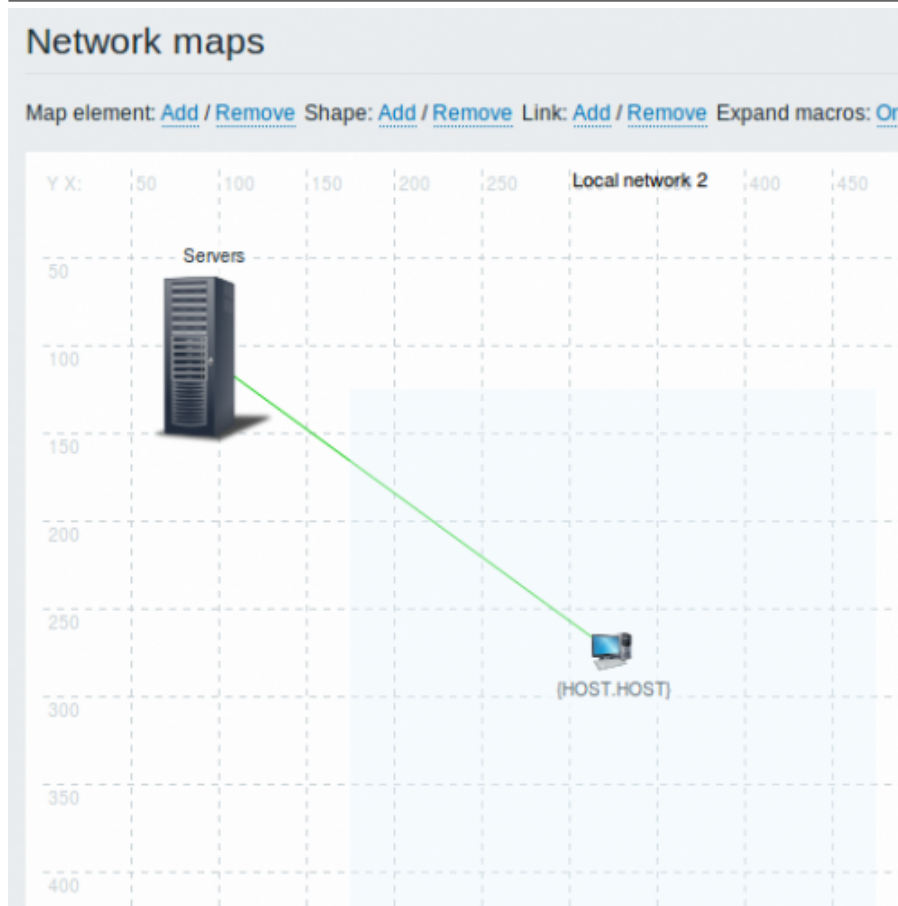 Network maps
Map element: Add / Remove Shape: Add / Remove Link: Add / Remove Expand macros: On
Y X: 50 100 150 200 250 Local network 2 400 450
Servers
50
100
150
200
250
{HOST.HOST}
300
350
400